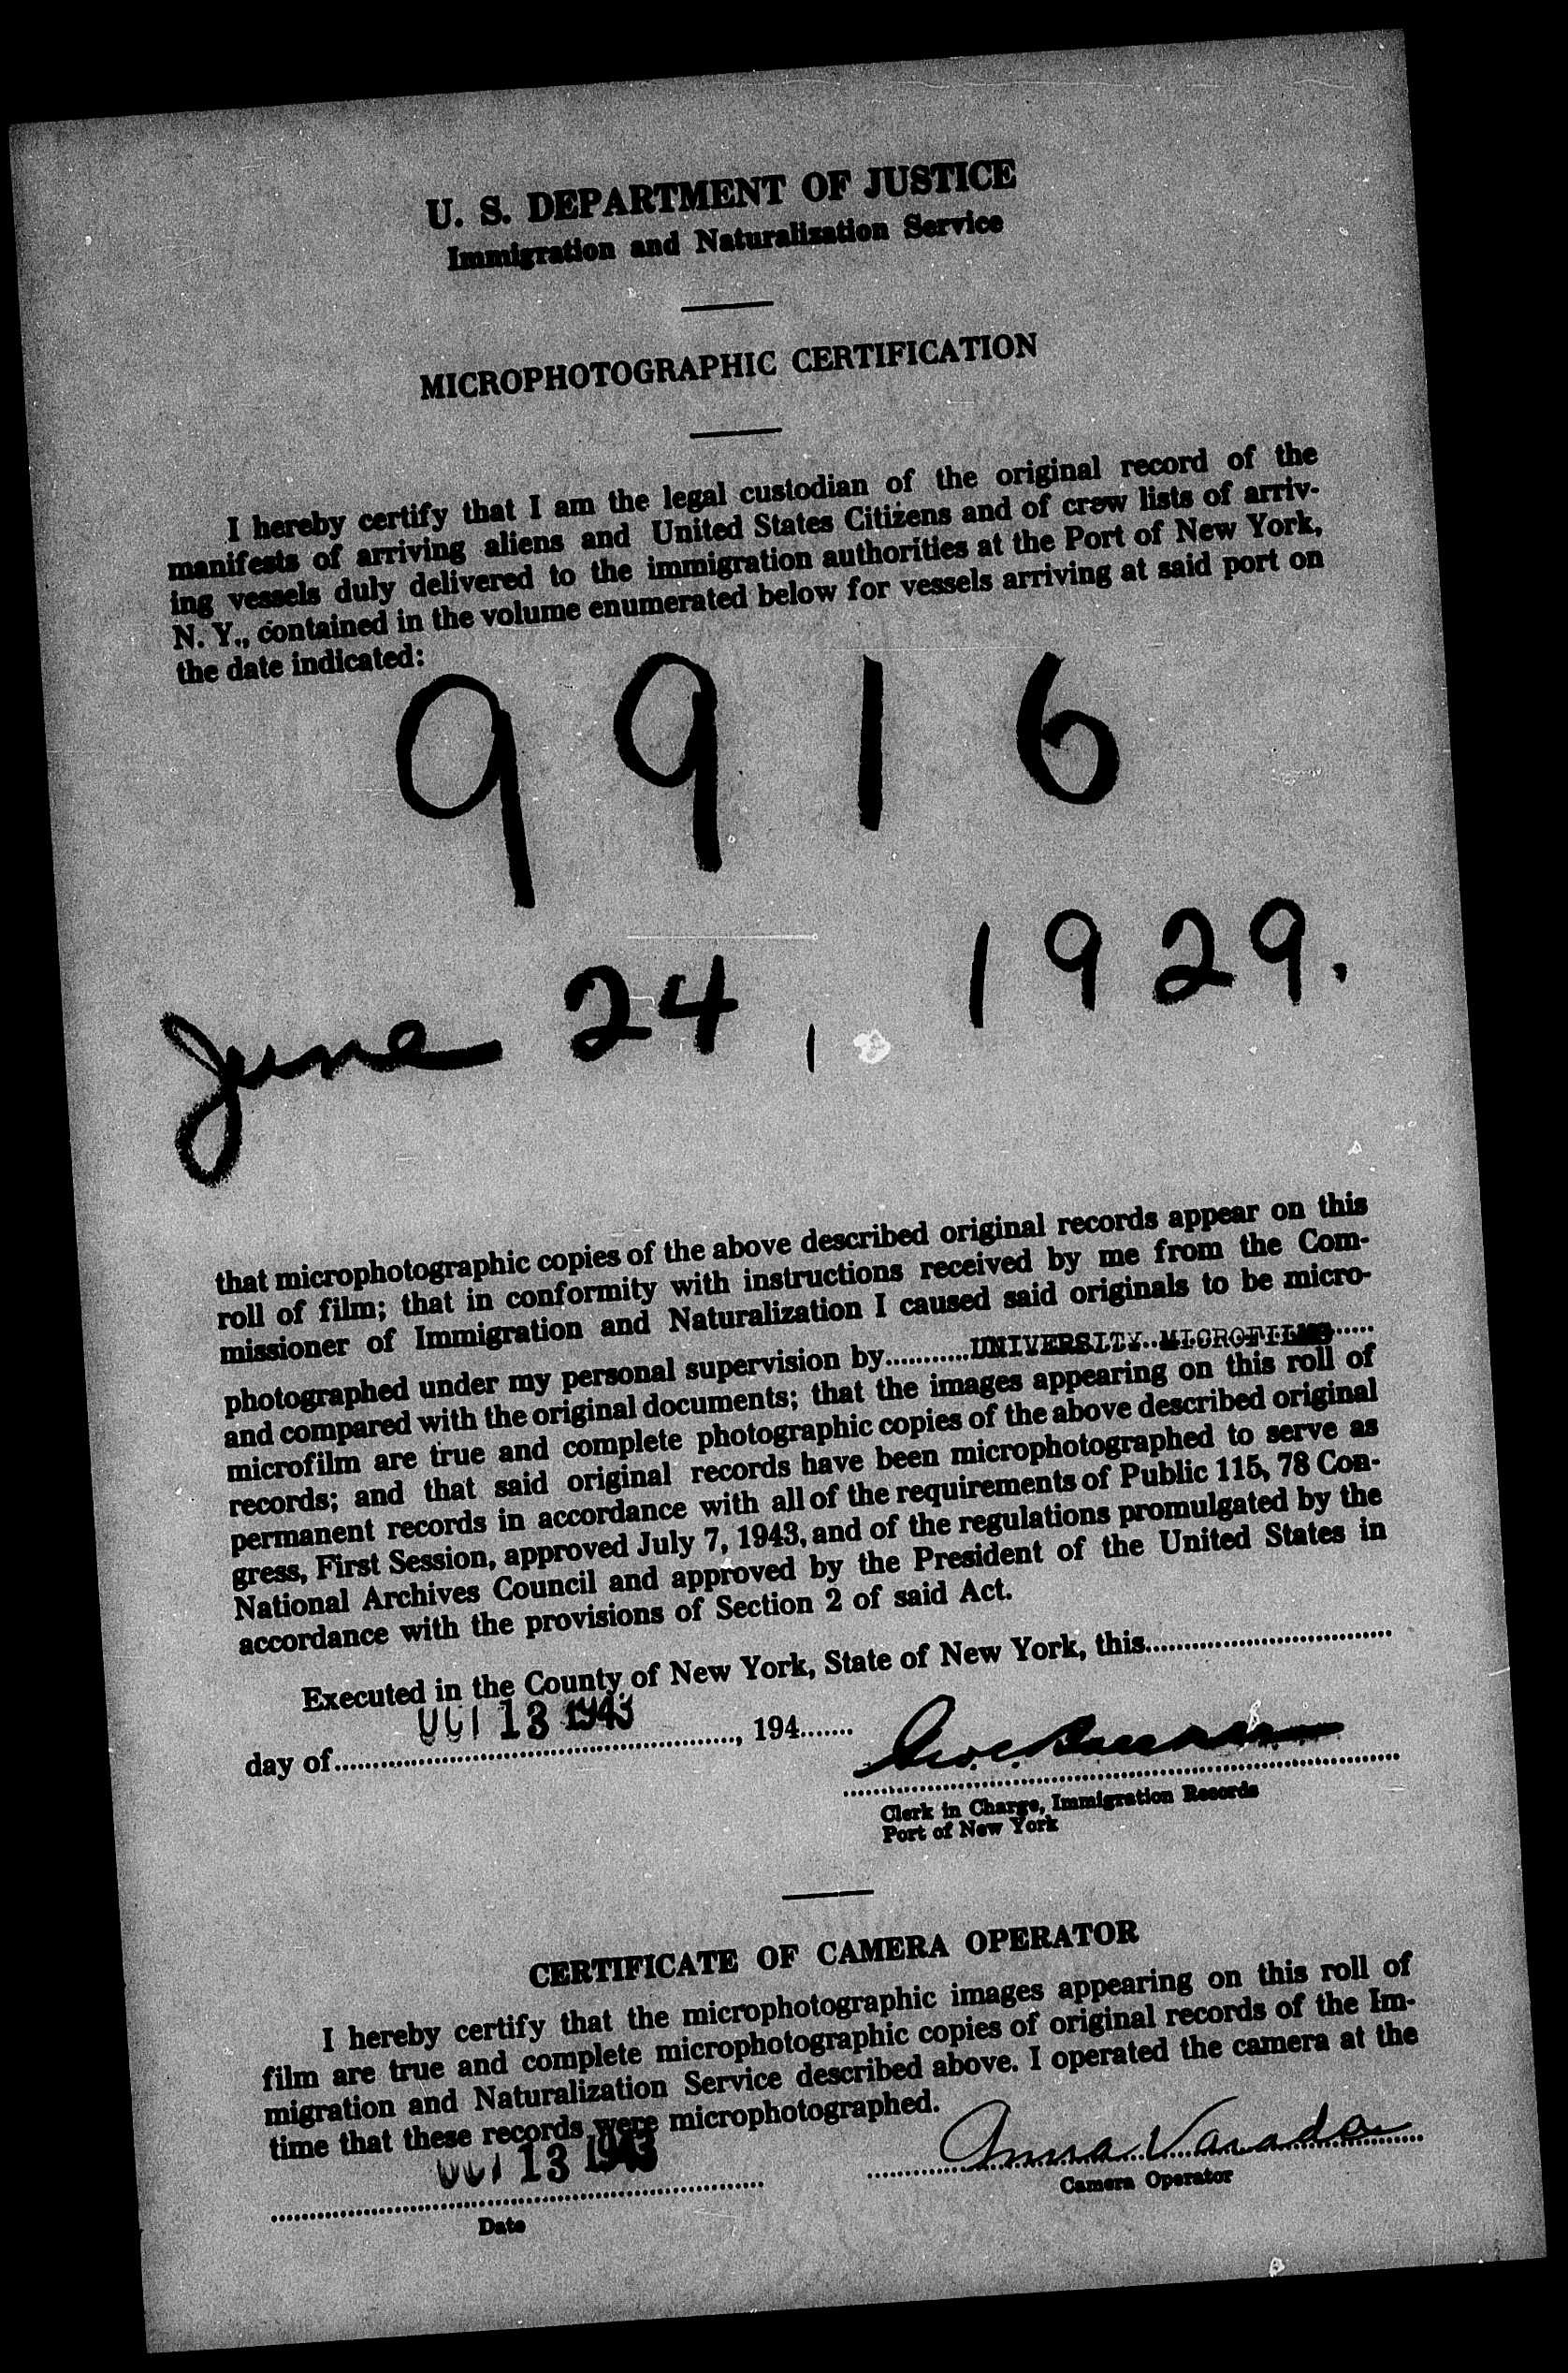 U. S. DEPARTMENT OF JUSTICE
Immigration and Naturalization Service
MICROPHOTOGRAPHIC CERTIFICATION
I hereby certify that I am the legal custodian of the original record of the
manifests of arriving aliens and United States Citizens and of crew lists of arriv-
ing vessels duly delivered to the immigration authorities at the Port of New York,
N. Y., contained in the volume enumerated below for vessels arriving at said port on
the date indicated:
9916
June 24, 1929.
that microphotographic copies of the above described original records appear on this
roll of film; that in conformity with instructions received by me from the Com-
missioner of Immigration and Naturalization I caused said originals to be micro-
photographed under my personal supervision by...........UNIVERSITY..MICROFILMS.....
and compared with the original documents; that the images appearing on this roll of
microfilm are true and complete photographic copies of the above described original
records; and that said original records have been microphotographed to serve as
permanent records in accordance with all of the requirements of Public 115, 78 Con-
gress, First Session, approved July 7, 1943, and of the regulations promulgated by the
National Archives Council and approved by the President of the United States in
accordance with the provisions of Section 2 of said Act.
Executed in the County of New York, State of New York, this................................
OCT 13 1943
day of...................................................., 194.......
Clerk in Charge, Immigration Records
Port of New York
CERTIFICATE OF CAMERA OPERATOR
I hereby certify that the microphotographic images appearing on this roll of
film are true and complete microphotographic copies of original records of the Im-
migration and Naturalization Service described above. I operated the camera at the
time that these records were microphotographed.
OCT 13 1943
Anna
Camera Operator
Date